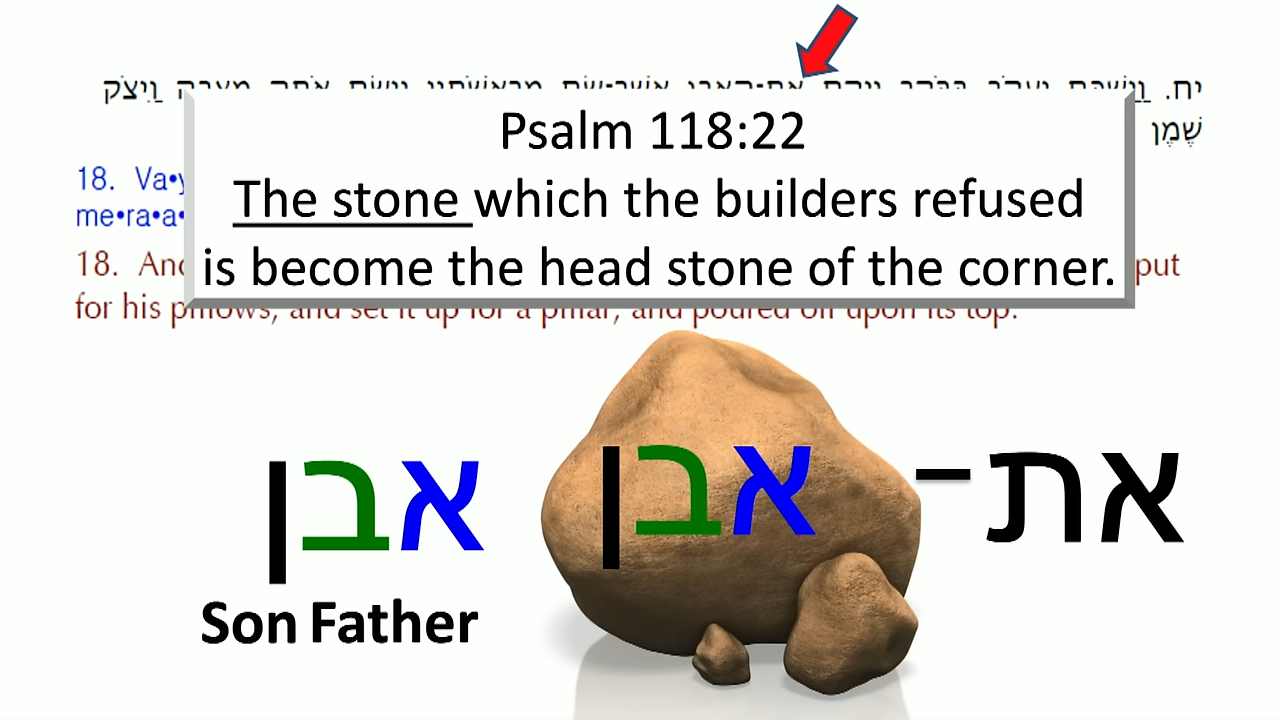 יח. וַיִּצֹק
שֶׁמֶן
Psalm 118:22
The stone which the builders refused
is become the head stone of the corner.
18. Va•y
me•ra•a•
18. And put
for his pillows, and set it up for a pillar, and poured oil upon its top.
את-אבן אבן
Son Father